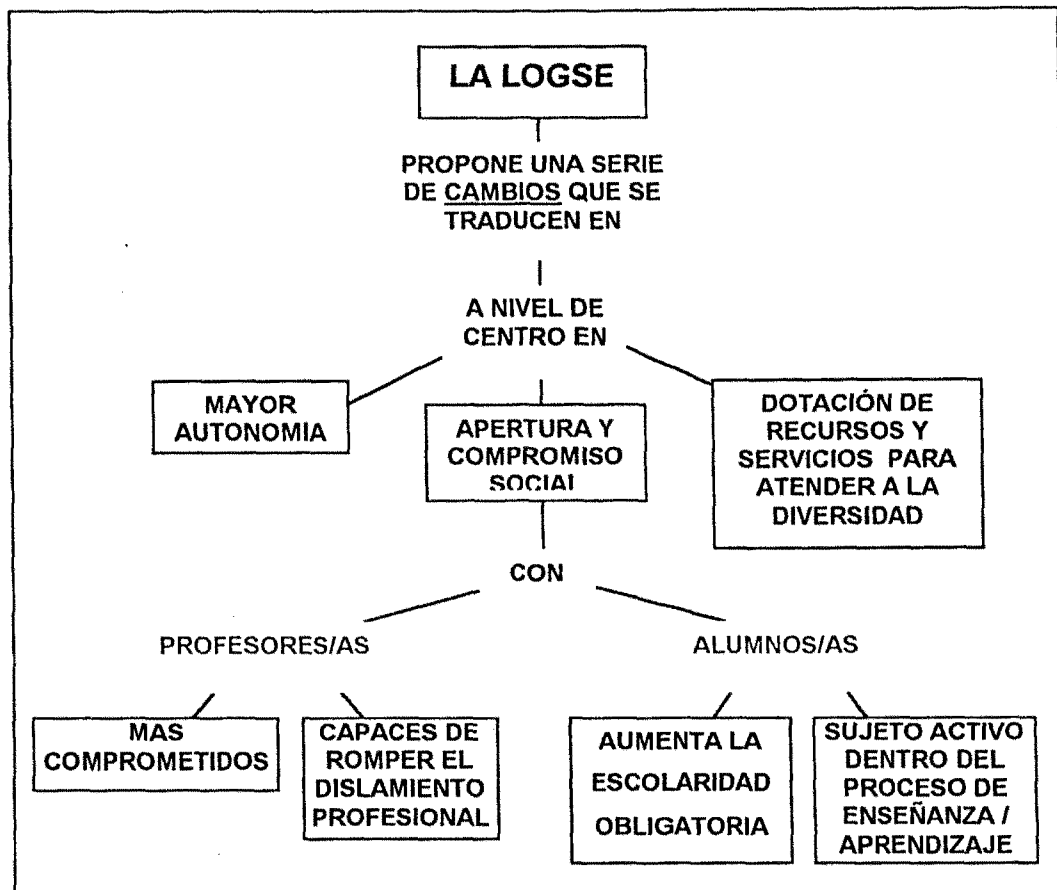 LA LOGSE
PROPONE UNA SERIE
DE CAMBIOS QUE SE
TRADUCEN EN
A NIVEL DE
CENTRO EN
MAYOR
AUTONOMIA
APERTURA Y
COMPROMISO
SOCIAL
DOTACIÓN DE
RECURSOS Y
SERVICIOS PARA
ATENDER A LA
DIVERSIDAD
CON
PROFESORES/AS
ALUMNOS/AS
MAS
COMPROMETIDOS
CAPACES DE
ROMPER EL
DISLAMIENTO
PROFESIONAL
AUMENTA LA
ESCOLARIDAD
OBLIGATORIA
SUJETO ACTIVO
DENTRO DEL
PROCESO DE
ENSEÑANZA /
APRENDIZAJE